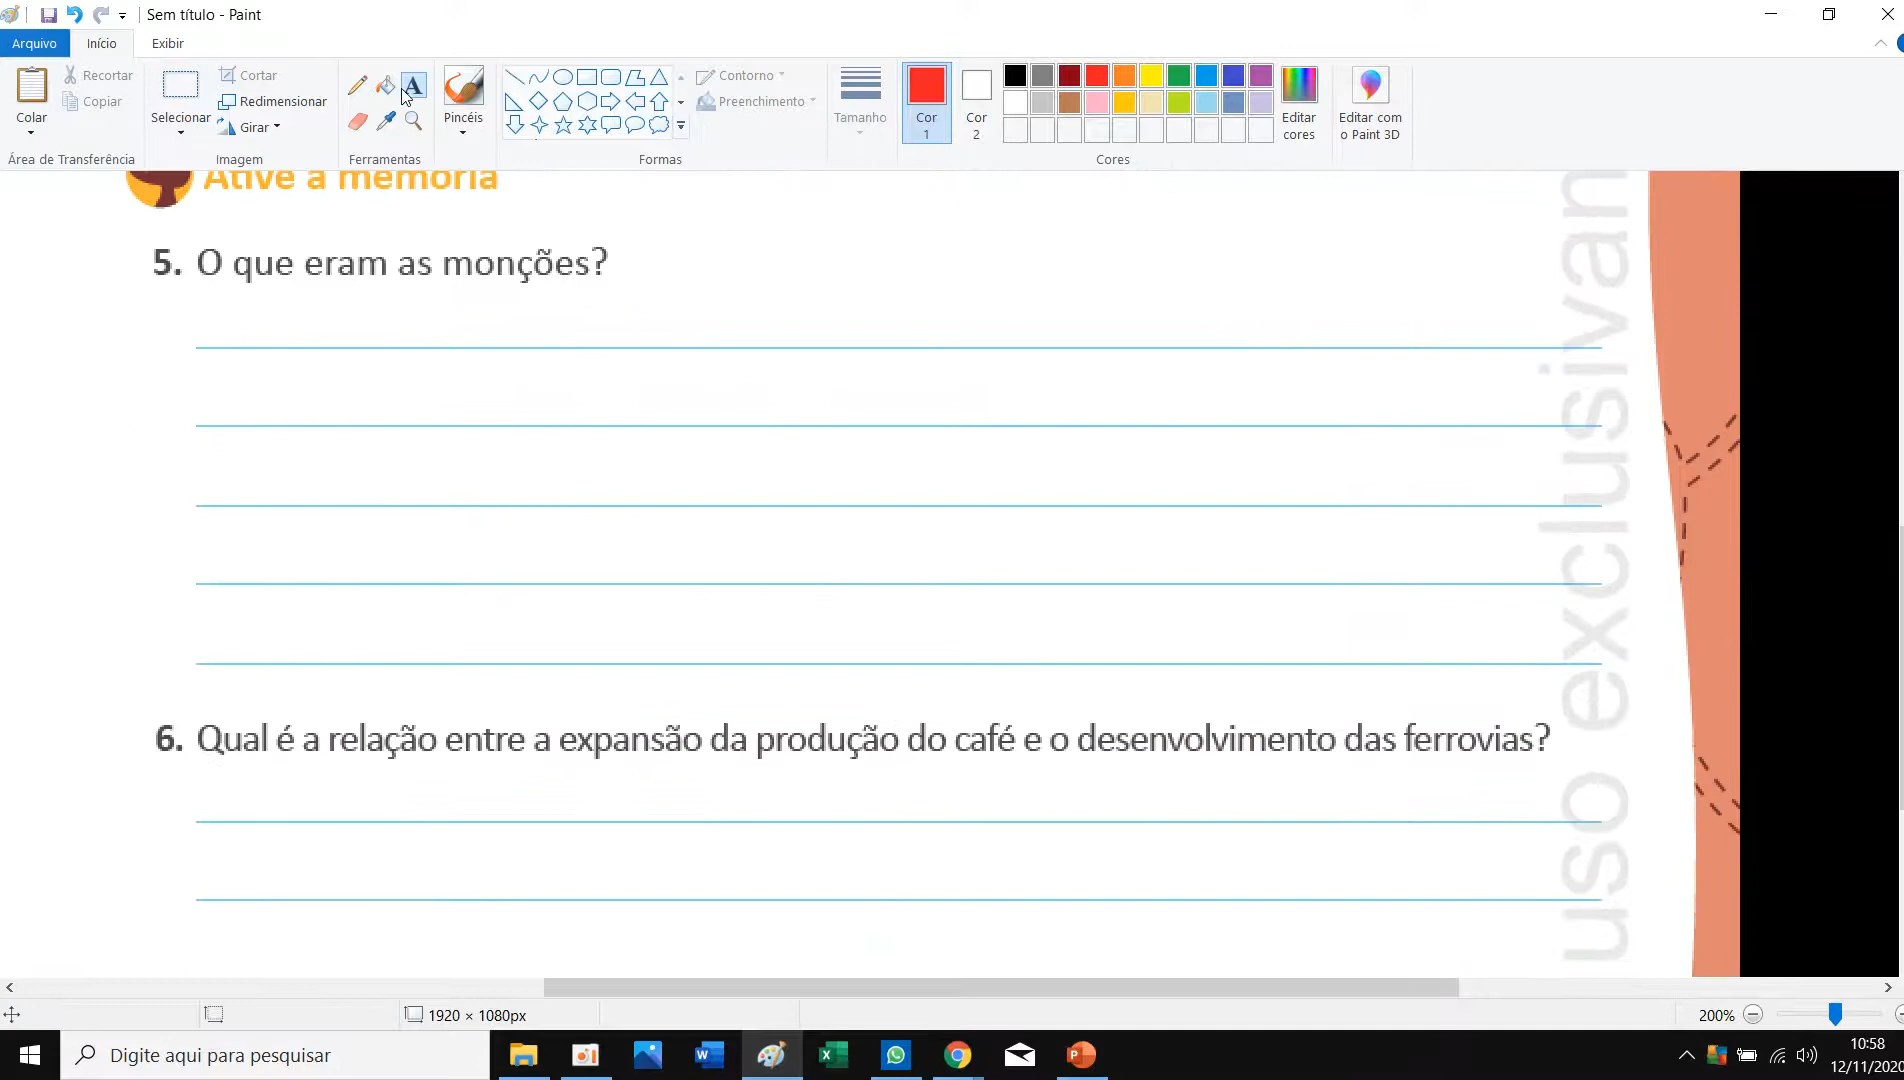 Sem título - Paint
Arquivo Início Exibir
Colar
Recortar
Copiar
Área de Transferência
Selecionar
Cortar
Redimensionar
Girar
Imagem
A
Ferramentas
Pincéis
Contorno
Preenchimento
Formas
Tamanho
Cor 1
Cor 2
Cores
Editar cores
Editar com o Paint 3D
Ative a memória
5. O que eram as monções?
6. Qual é a relação entre a expansão da produção do café e o desenvolvimento das ferrovias?
uso exclusivan
1920 × 1080px
200%
Digite aqui para pesquisar
10:58
12/11/2020